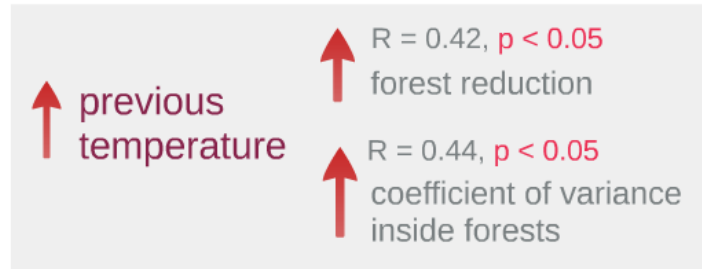 previous
temperature
R = 0.42, p < 0.05
forest reduction
R = 0.44, p < 0.05
coefficient of variance
inside forests